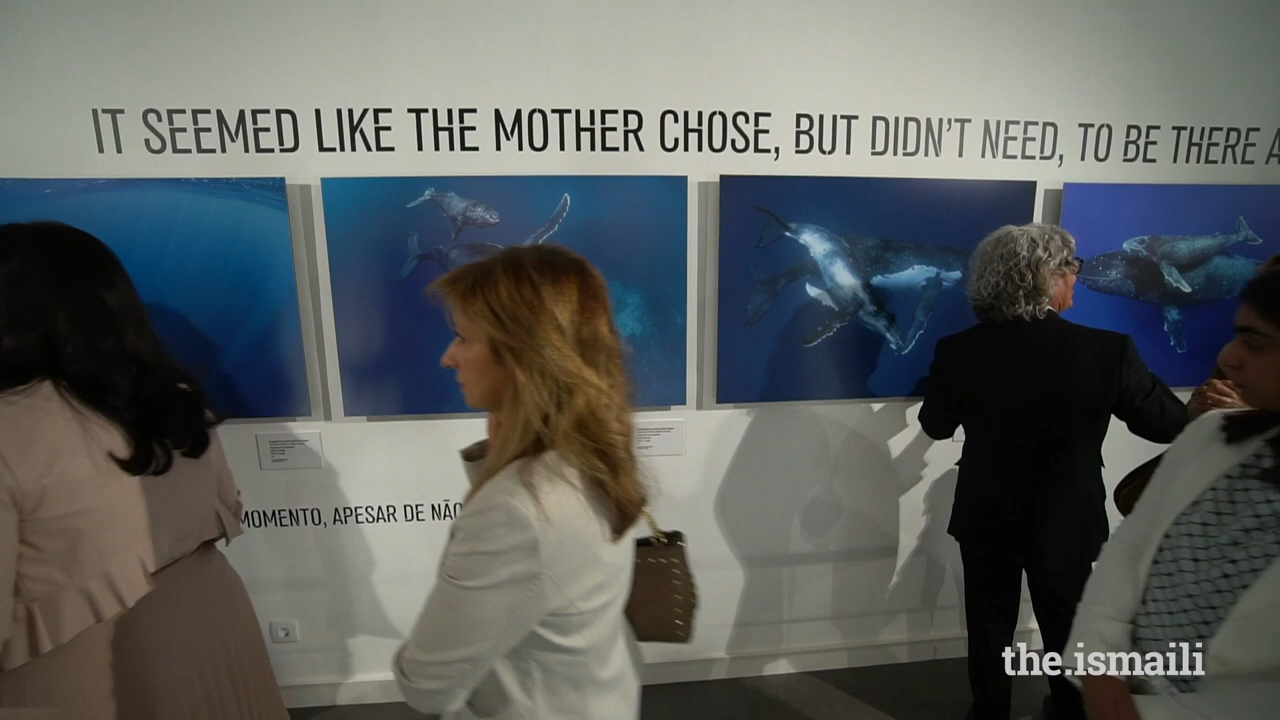 IT SEEMED LIKE THE MOTHER CHOSE, BUT DIDN'T NEED, TO BE THERE A
MOMENTO, APESAR DE NÃO
the.ismaili